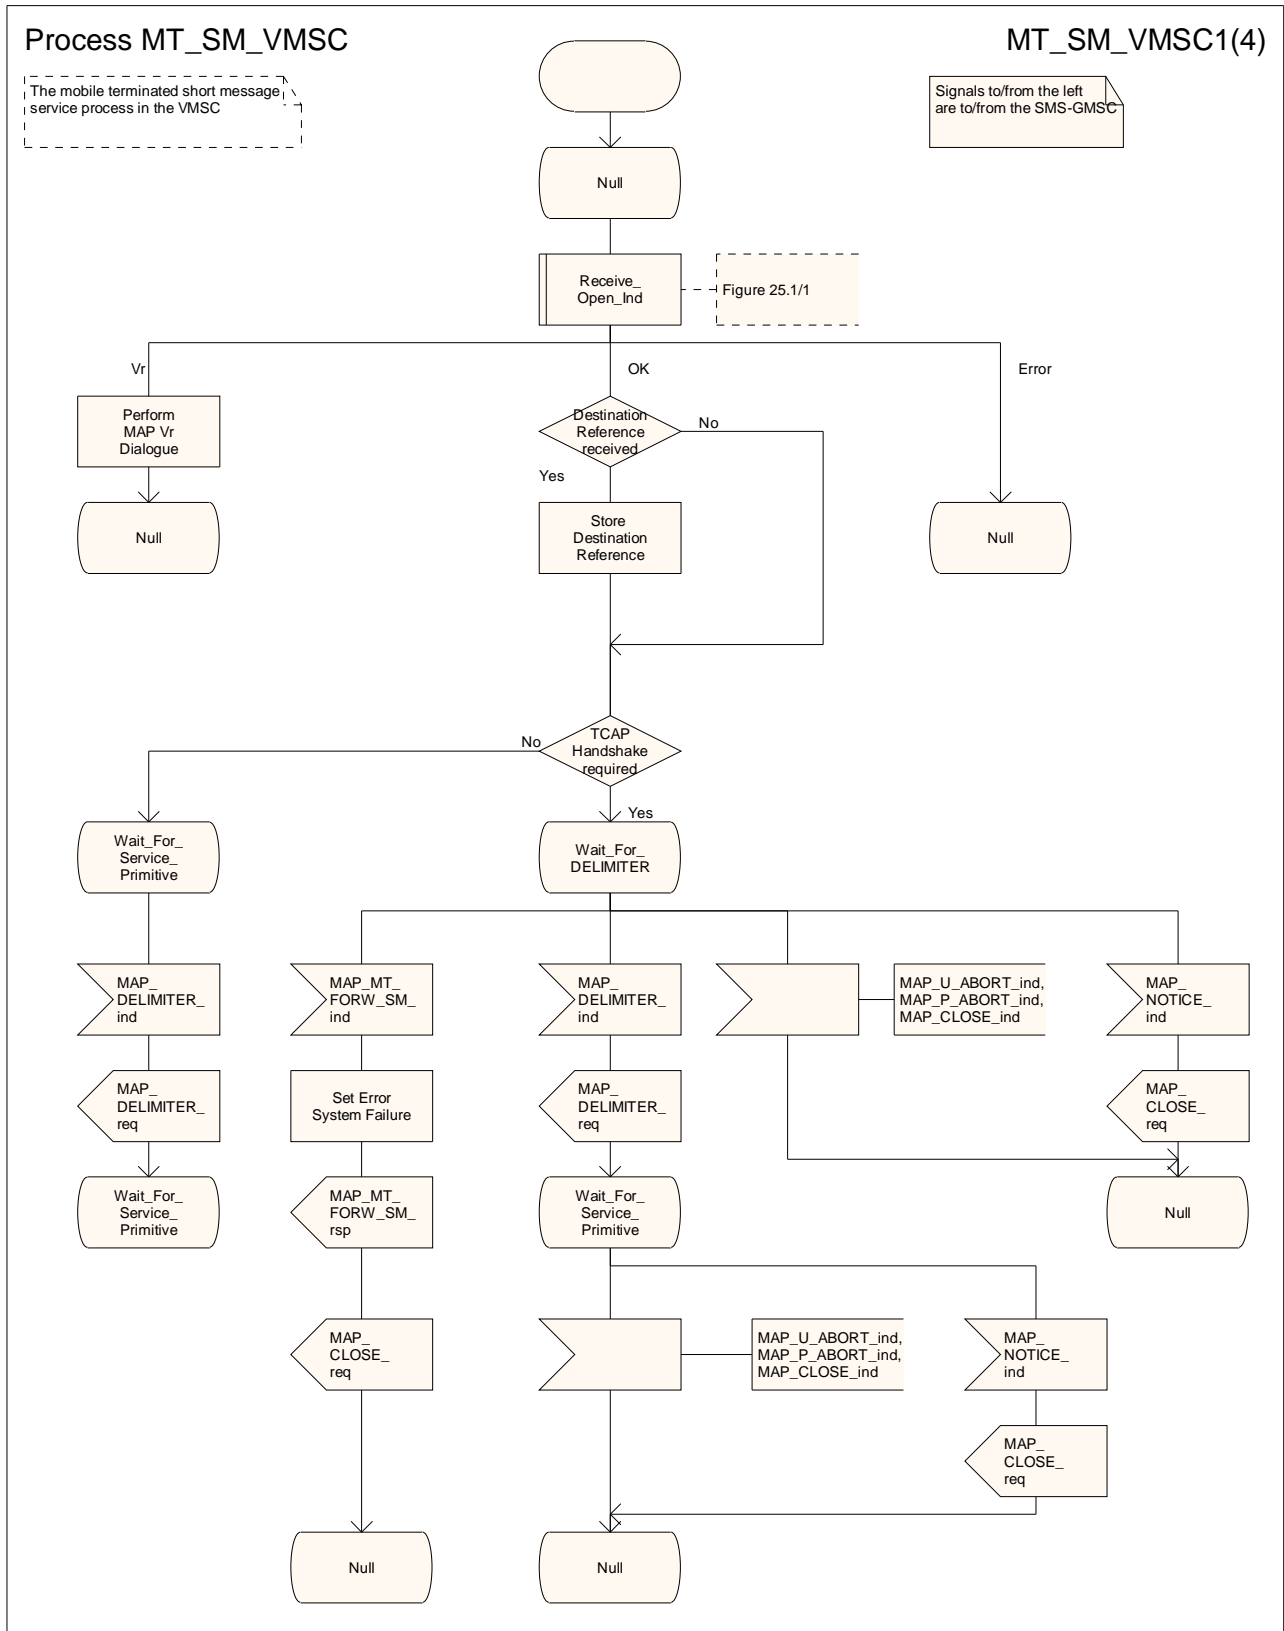 Process MT_SM_VMSC
MT_SM_VMSC1(4)
The mobile terminated short message
service process in the VMSC
Signals to/from the left
are to/from the SMS-GMSC
Null
Receive_
Open_Ind
Figure 25.1/1
Vr
OK
Error
Perform
MAP Vr
Dialogue
Destination
Reference
received
No
Yes
Null
Store
Destination
Reference
Null
TCAP
Handshake
required
No
Yes
Wait_For_
Service_
Primitive
Wait_For_
DELIMITER
MAP_
DELIMITER_
ind
MAP_MT_
FORW_SM_
ind
MAP_
DELIMITER_
ind
MAP_U_ABORT_ind,
MAP_P_ABORT_ind,
MAP_CLOSE_ind
MAP_
NOTICE_
ind
MAP_
DELIMITER_
req
Set Error
System Failure
MAP_
DELIMITER_
req
MAP_
CLOSE_
req
Wait_For_
Service_
Primitive
MAP_MT_
FORW_SM_
rsp
Wait_For_
Service_
Primitive
Null
MAP_
CLOSE_
req
MAP_U_ABORT_ind,
MAP_P_ABORT_ind,
MAP_CLOSE_ind
MAP_
NOTICE_
ind
MAP_
CLOSE_
req
Null
Null